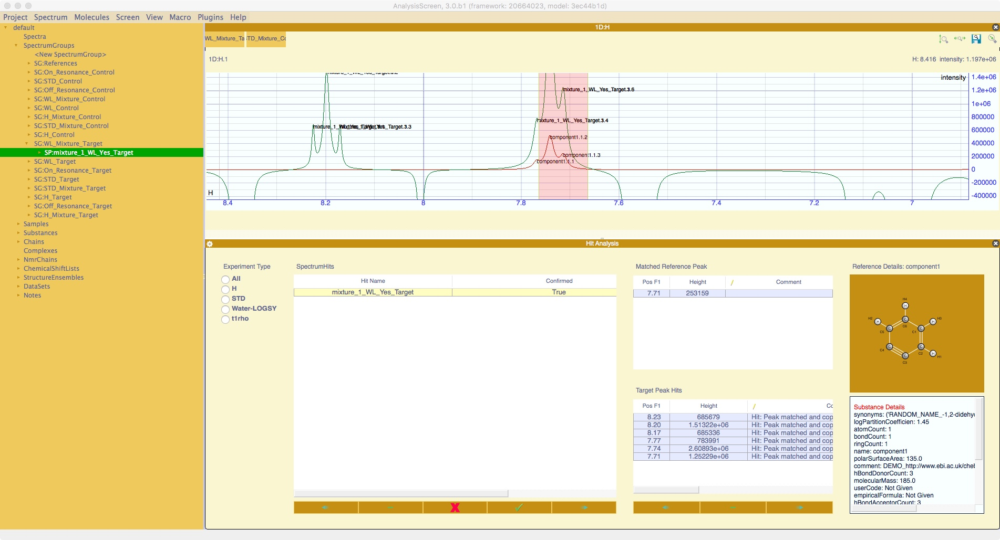 AnalysisScreen, 3.0.b1 (framework: 20664023, model: 3ec44b1d)
Project Spectrum Molecules Screen View Macro Plugins Help
default
Spectra
SpectrumGroups
<New SpectrumGroup>
SG:References
SG:On_Resonance_Control
SG:STD_Control
SG:Off_Resonance_Control
SG:WL_Mixture_Control
SG:WL_Control
SG:H_Mixture_Control
SG:STD_Mixture_Control
SG:H_Control
SG:WL_Mixture_Target
SP:mixture_1_WL_Yes_Target
SG:WL_Target
SG:On_Resonance_Target
SG:STD_Target
SG:STD_Mixture_Target
SG:H_Target
SG:Off_Resonance_Target
SG:H_Mixture_Target
Samples
Substances
Chains
Complexes
NmrChains
ChemicalShiftLists
StructureEnsembles
DataSets
Notes
1D:H
WL_Mixture_Ta STD_Mixture_Co
1D:H.1
H: 8.416 intensity: 1.197e+06
intensity
1.4e+06
mixture_1_WL_Yes_Target.1.6
1.2e+06
1e+06
800000
mixture_1_WL_Yes_Target.1.4
600000
component1.1.2
400000
component1.1.3
200000
component1.1.1
0
-200000
-400000
H
8.4 8.2 8 7.8 7.6 7.4 7.2 7
Hit Analysis
Experiment Type
All
H
STD
Water-LOGSY
t1rho
SpectrumHits
Hit Name Confirmed
mixture_1_WL_Yes_Target True
Matched Reference Peak
Pos F1 Height / Comment
7.71 253159
Target Peak Hits
Pos F1 Height / Co
8.23 685679 Hit: Peak matched and cop
8.20 1.51322e+06 Hit: Peak matched and cop
8.17 685336 Hit: Peak matched and cop
7.77 783991 Hit: Peak matched and cop
7.74 2.60893e+06 Hit: Peak matched and cop
7.71 1.25229e+06 Hit: Peak matched and cop
Reference Details: component1
H4
H
H2 H C C6 H H3
C5 C C C1
C4 C C C2 H H1
C
C3
Substance Details
synonyms: ('RANDOM_NAME_-1,2-didehyd
logPartitionCoefficien: 1.45
atomCount: 1
bondCount: 1
ringCount: 1
name: component1
polarSurfaceArea: 135.0
comment: DEMO_http://www.ebi.ac.uk/cheb
hBondDonorCount: 3
molecularMass: 185.0
userCode: Not Given
empiricalFormula: Not Given
hBondAcceptorCount: 3